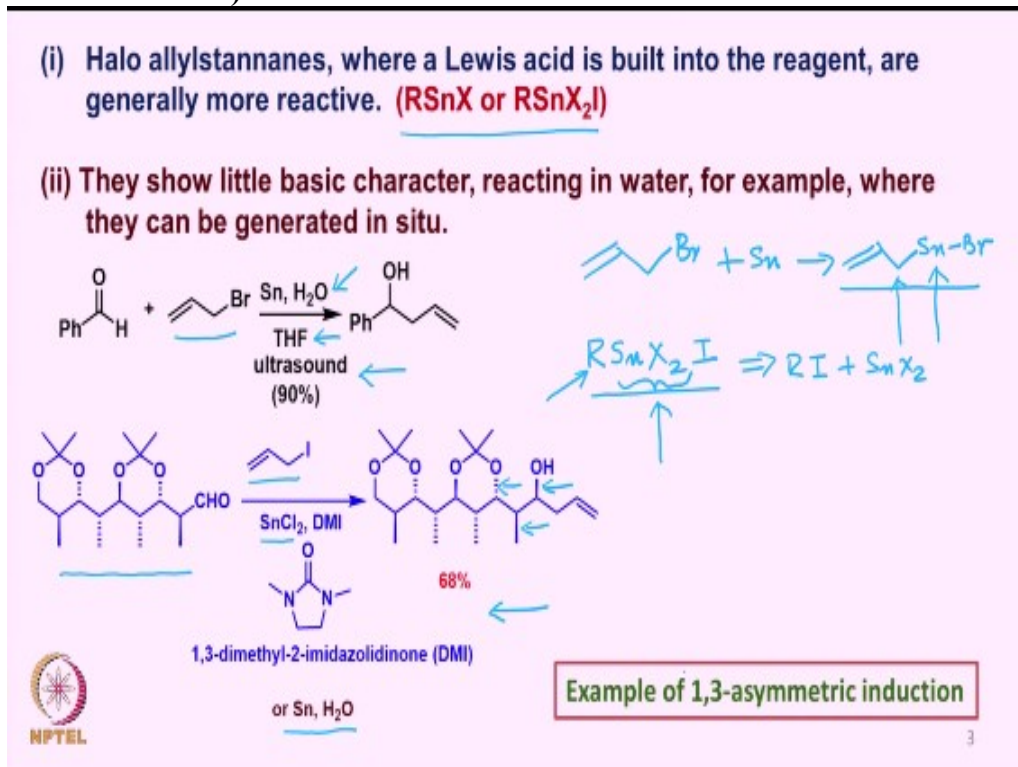 (i) Halo allylstannanes, where a Lewis acid is built into the reagent, are
generally more reactive. (RSnX or RSnX₂I)
(ii) They show little basic character, reacting in water, for example, where
they can be generated in situ.
Br + Sn → Sn-Br
O
Ph H
+
Br
Sn, H₂O
THF
ultrasound
(90%)
OH
Ph
RSnX₂I ⇒ RI + SnX₂
O O O O
CHO
I
SnCl₂, DMI
O
N N
1,3-dimethyl-2-imidazolidinone (DMI)
or Sn, H₂O
O O O O OH
68%
Example of 1,3-asymmetric induction
NPTEL
3